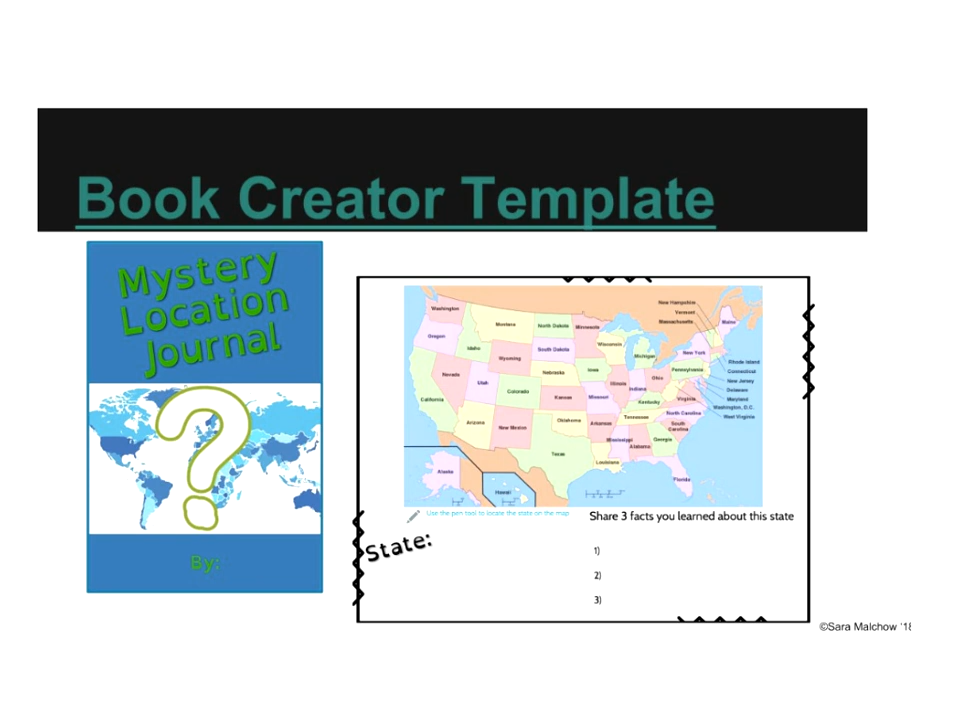 Book Creator Template
Mystery
Location
Journal
By:
Washington
Oregon
California
Nevada
Idaho
Montana
Wyoming
Utah
Arizona
Colorado
New Mexico
North Dakota
South Dakota
Nebraska
Kansas
Oklahoma
Texas
Minnesota
Iowa
Missouri
Arkansas
Louisiana
Wisconsin
Illinois
Michigan
Indiana
Ohio
Kentucky
Tennessee
Mississippi
Alabama
Georgia
Florida
South
Carolina
North Carolina
Virginia
Pennsylvania
New York
Maine
New Hampshire
Vermont
Massachusetts
Rhode Island
Connecticut
New Jersey
Delaware
Maryland
Washington, D.C.
West Virginia
Alaska
Hawaii
Use the pen tool to locate the state on the map
Share 3 facts you learned about this state
State:
1)
2)
3)
©Sara Malchow '18